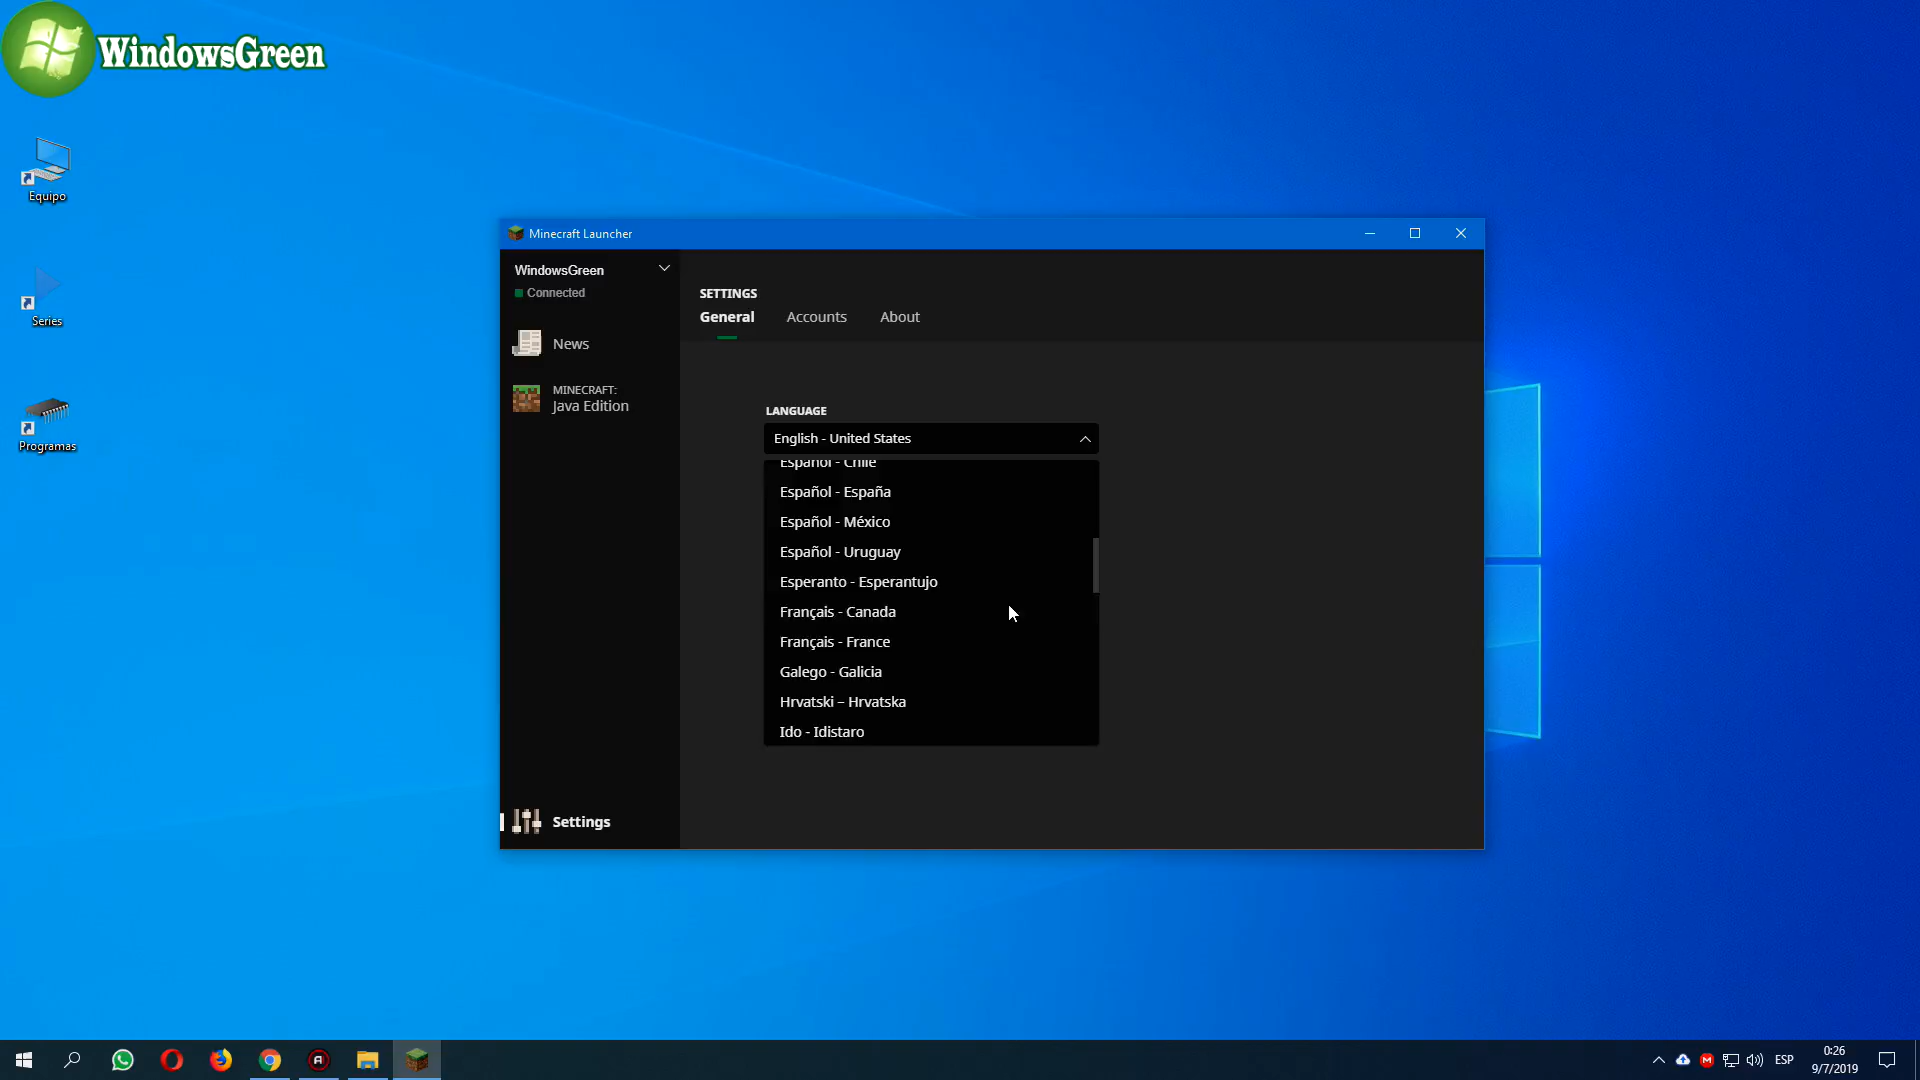 WindowsGreen
Equipo
Series
Programas
Minecraft Launcher
WindowsGreen
Connected
News
MINECRAFT:
Java Edition
Settings
SETTINGS
General Accounts About
LANGUAGE
English - United States
Español - Chile
Español - España
Español - México
Español - Uruguay
Esperanto - Esperantujo
Français - Canada
Français - France
Galego - Galicia
Hrvatski – Hrvatska
Ido - Idistaro
ESP
0:26
9/7/2019